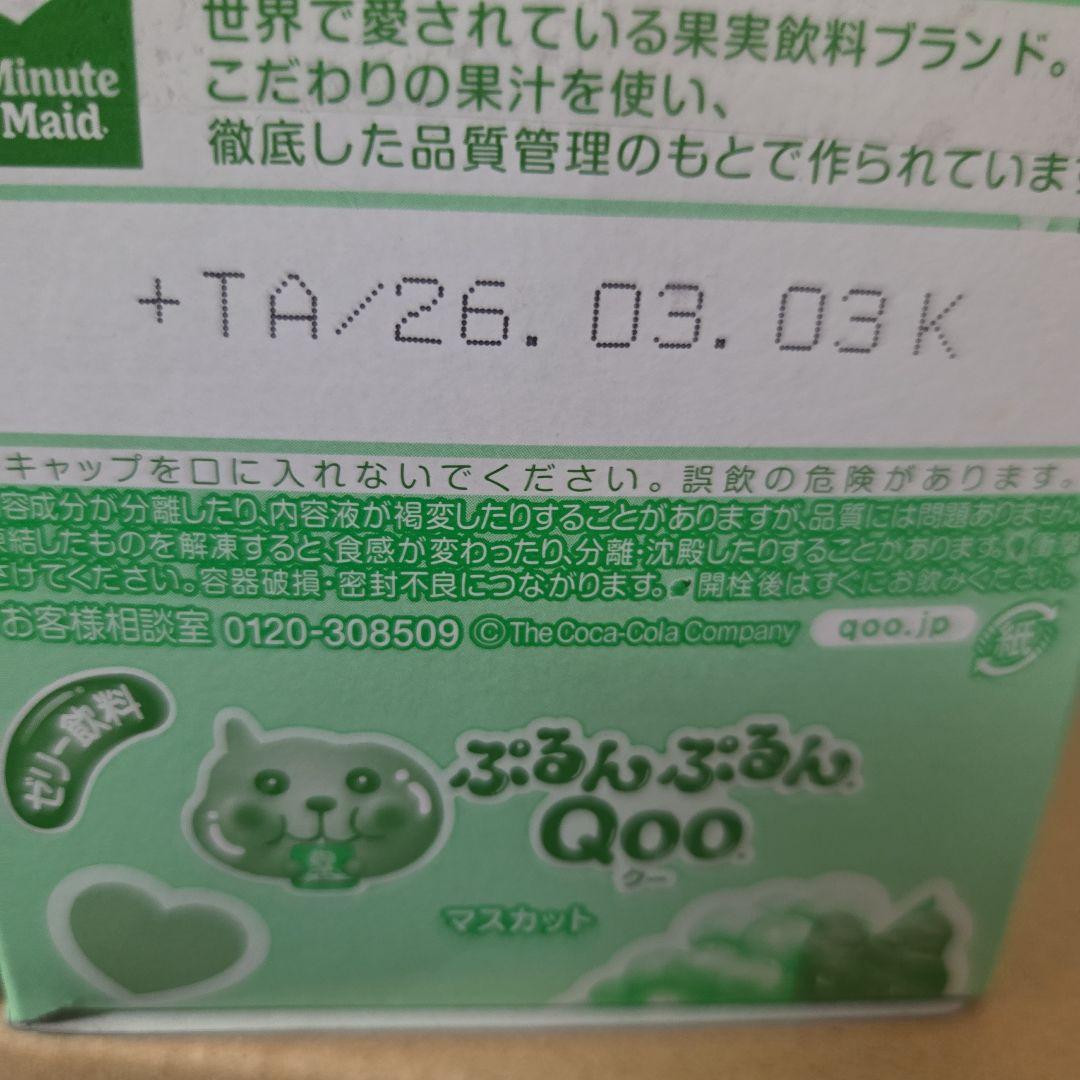 Minute
Maid
世界で愛されている果実飲料ブランド。
こだわりの果汁を使い、
徹底した品質管理のもとで作られています
+TA/26.03.03K
キャップを口に入れないでください。誤飲の危険があります。
容成分が分離したり、内容液が褐変したりすることがありますが、品質には問題ありません
結したものを解凍すると、食感が変わったり、分離・沈殿したりすることがあります。
さけてください。容器破損・密封不良につながります。 開栓後はすぐにお飲みください。
お客様相談室 0120-308509 ©The Coca-Cola Company qoo.jp
紙
ゼリー飲料
ぷるんぷるん
Qoo
クー
マスカット